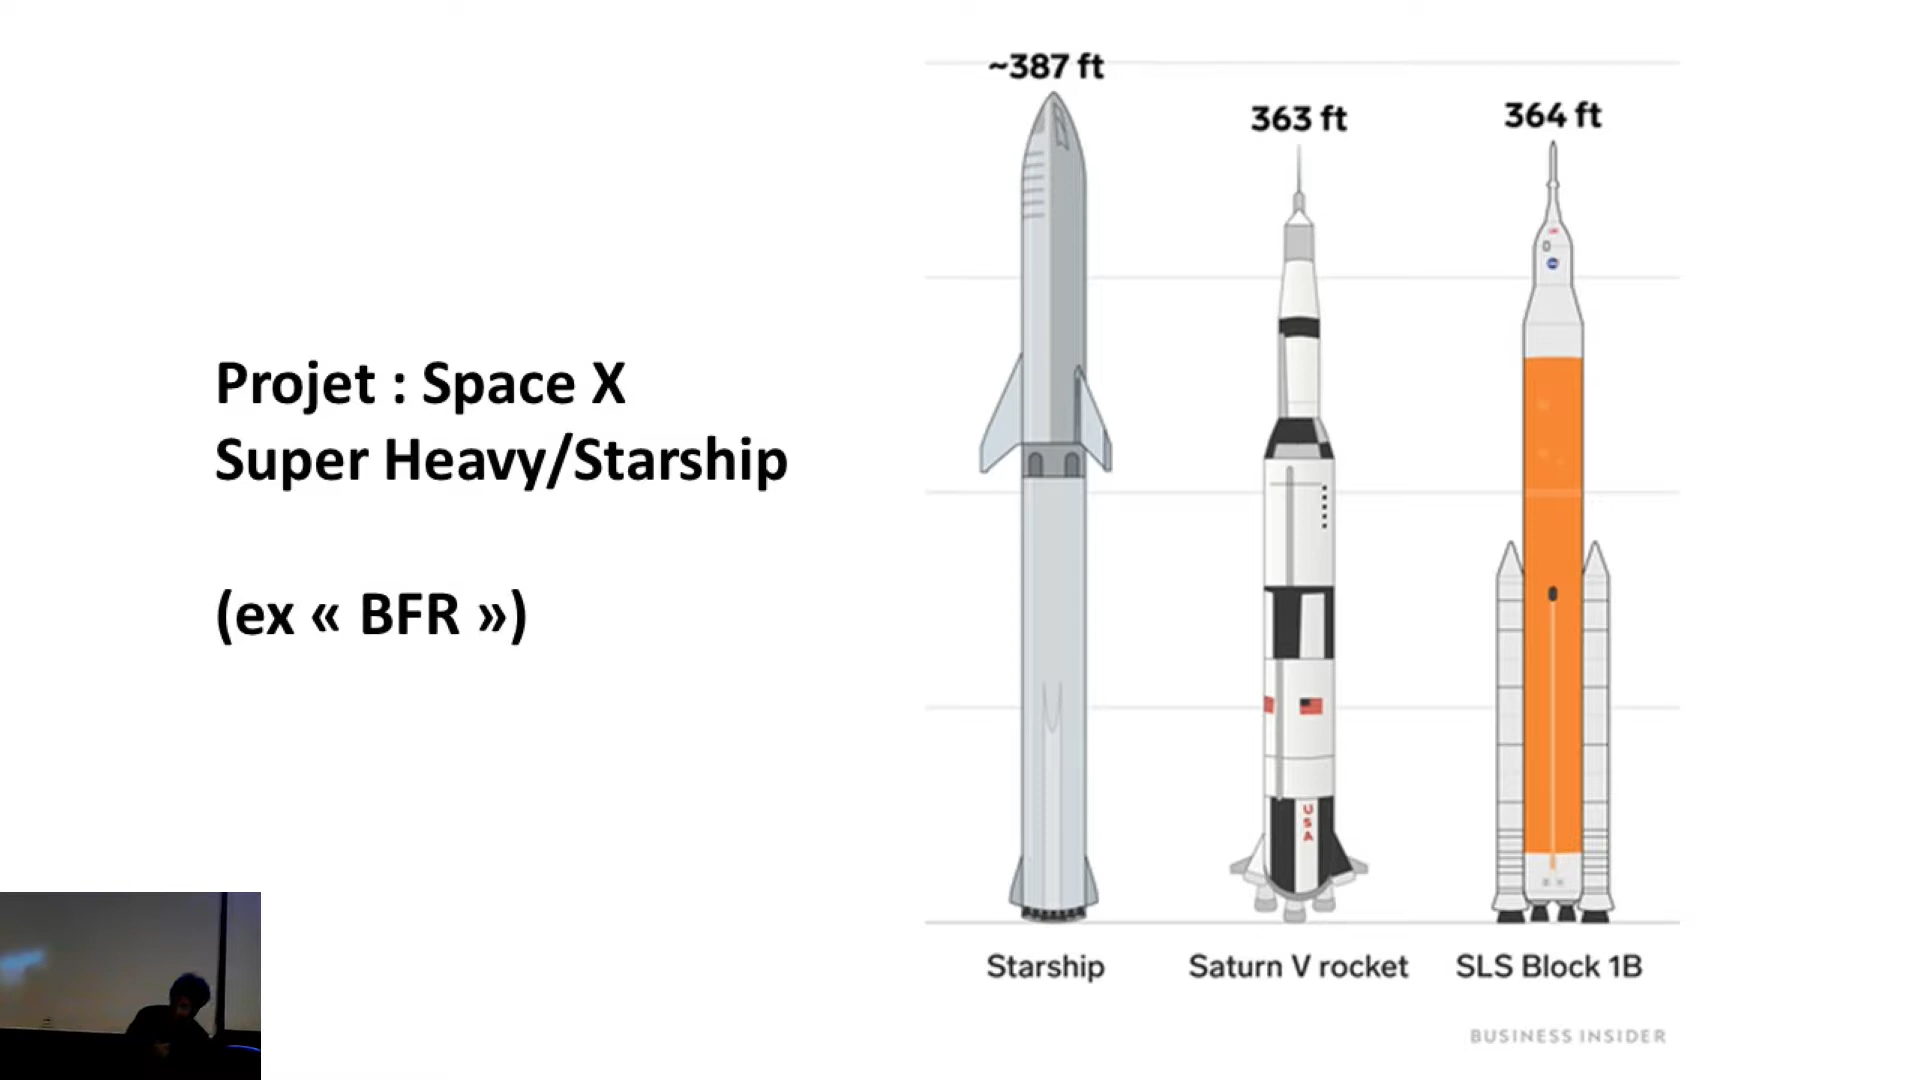 Projet : Space X
Super Heavy/Starship
(ex « BFR »)
~387 ft
363 ft
364 ft
USA
Starship
Saturn V rocket
SLS Block 1B
BUSINESS INSIDER